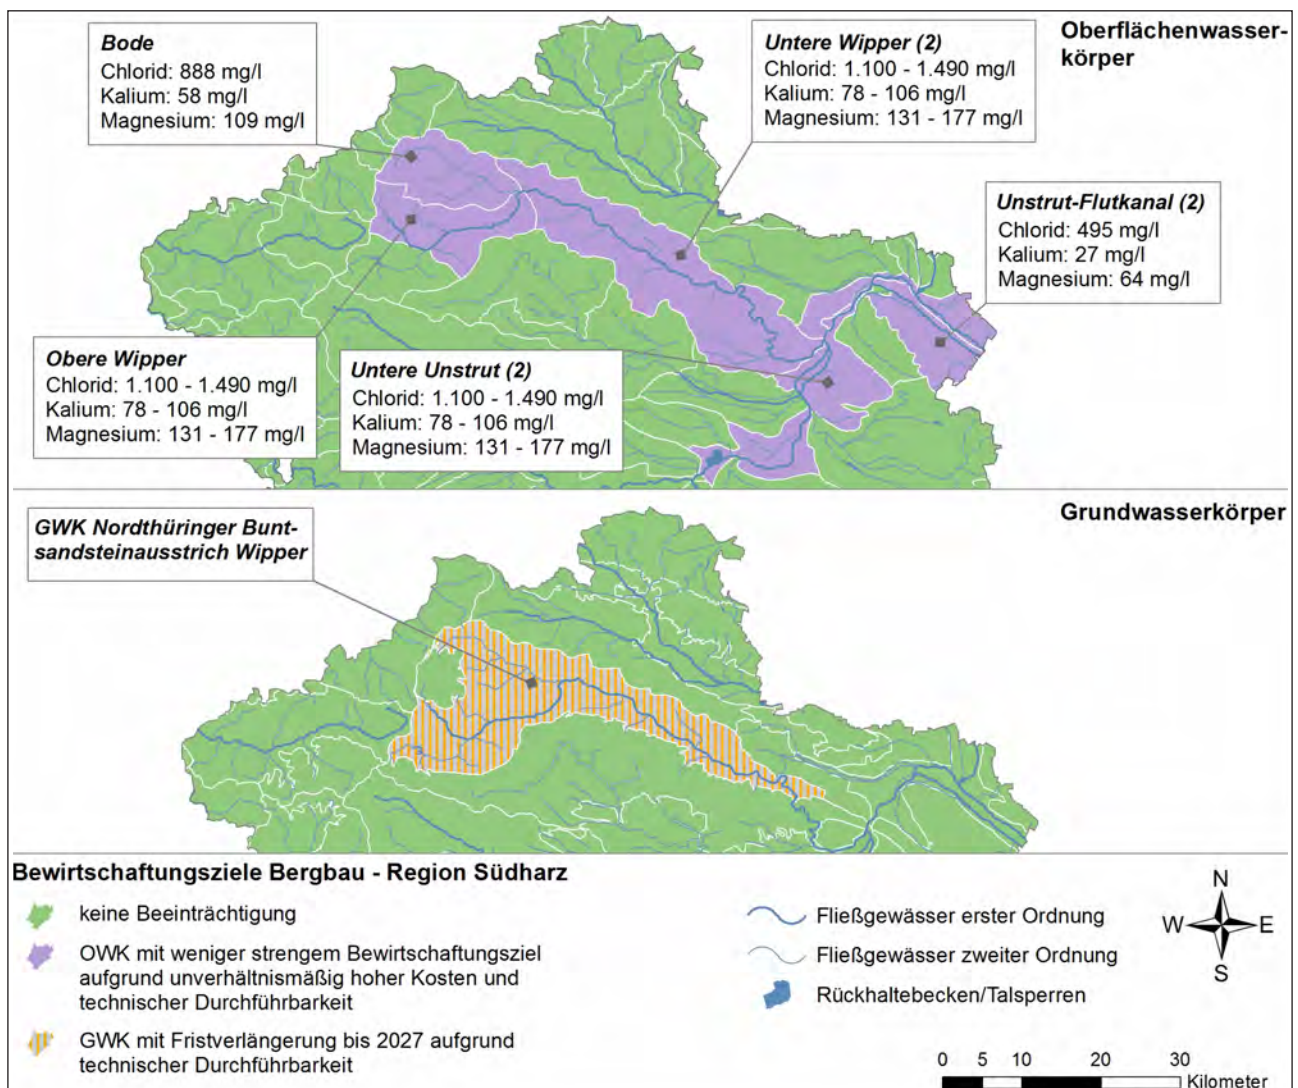 Oberflächenwasser-
körper
Bode
Chlorid: 888 mg/l
Kalium: 58 mg/l
Magnesium: 109 mg/l
Untere Wipper (2)
Chlorid: 1.100 - 1.490 mg/l
Kalium: 78 - 106 mg/l
Magnesium: 131 - 177 mg/l
Unstrut-Flutkanal (2)
Chlorid: 495 mg/l
Kalium: 27 mg/l
Magnesium: 64 mg/l
Obere Wipper
Chlorid: 1.100 - 1.490 mg/l
Kalium: 78 - 106 mg/l
Magnesium: 131 - 177 mg/l
Untere Unstrut (2)
Chlorid: 1.100 - 1.490 mg/l
Kalium: 78 - 106 mg/l
Magnesium: 131 - 177 mg/l
Grundwasserkörper
GWK Nordthüringer Bunt-
sandsteinausstrich Wipper
Bewirtschaftungsziele Bergbau - Region Südharz
keine Beeinträchtigung
OWK mit weniger strengem Bewirtschaftungsziel
aufgrund unverhältnismäßig hoher Kosten und
technischer Durchführbarkeit
GWK mit Fristverlängerung bis 2027 aufgrund
technischer Durchführbarkeit
Fließgewässer erster Ordnung
Fließgewässer zweiter Ordnung
Rückhaltebecken/Talsperren
N
W E
S
0 5 10 20 30
Kilometer